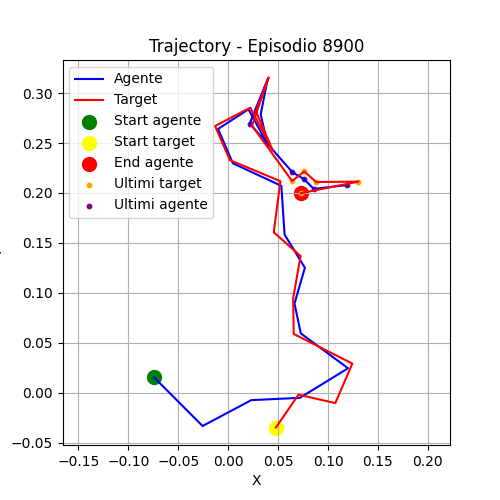 Trajectory - Episodio 8900
Agente
Target
Start agente
Start target
End agente
Ultimi target
Ultimi agente
0.30
0.25
0.20
0.15
0.10
0.05
0.00
−0.05
−0.15
−0.10
−0.05
0.00
0.05
0.10
0.15
0.20
X